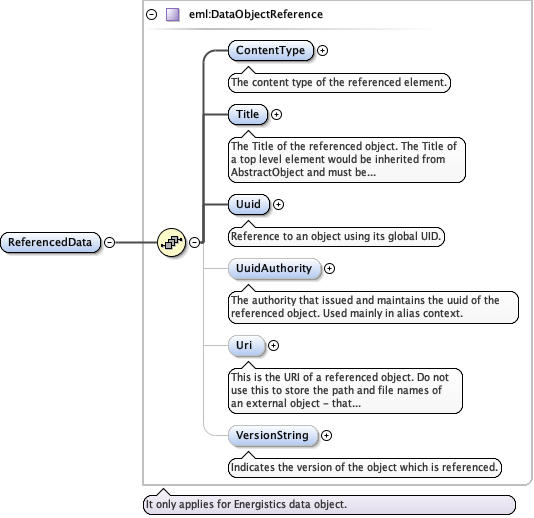 eml:DataObjectReference
ContentType
The content type of the referenced element.
Title
The Title of the referenced object. The Title of
a top level element would be inherited from
AbstractObject and must be...
Uuid
Reference to an object using its global UID.
ReferencedData
UuidAuthority
The authority that issued and maintains the uuid of the
referenced object. Used mainly in alias context.
Uri
This is the URI of a referenced object. Do not
use this to store the path and file names of
an external object – that...
VersionString
Indicates the version of the object which is referenced.
It only applies for Energistics data object.